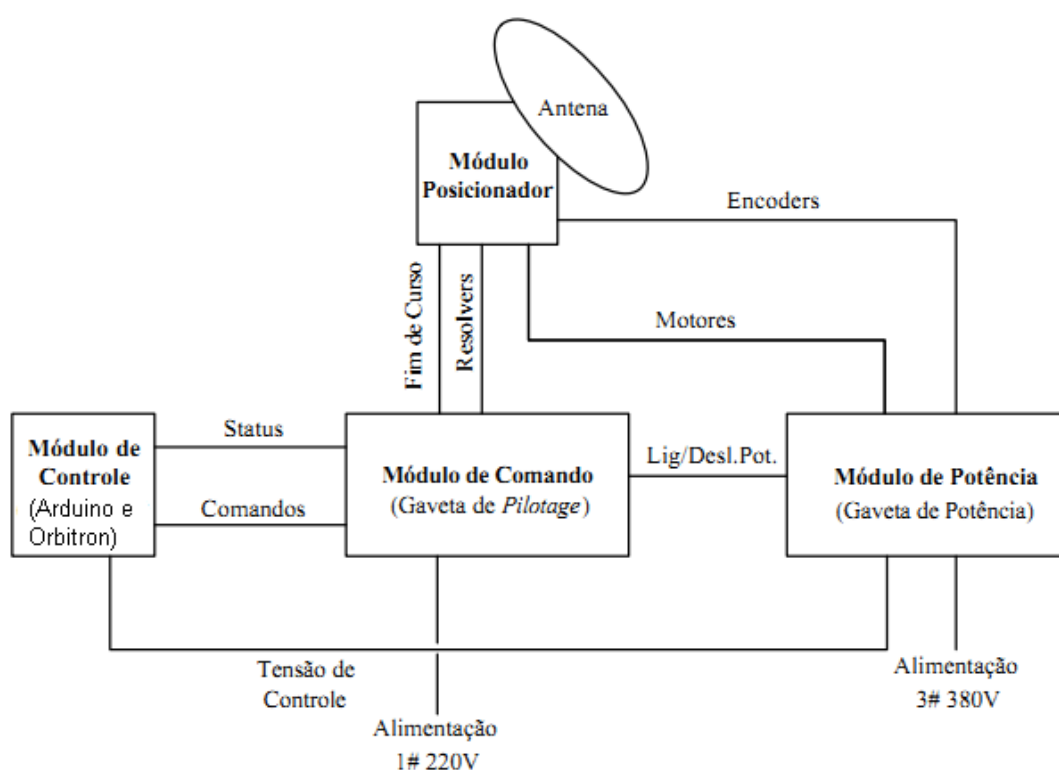 Antena
Módulo
Posicionador
Encoders
Fim de Curso
Resolvers
Motores
Módulo de
Controle
(Arduino e
Orbitron)
Status
Comandos
Módulo de Comando
(Gaveta de Pilotage)
Lig/Desl.Pot.
Módulo de Potência
(Gaveta de Potência)
Tensão de
Controle
Alimentação
1# 220V
Alimentação
3# 380V